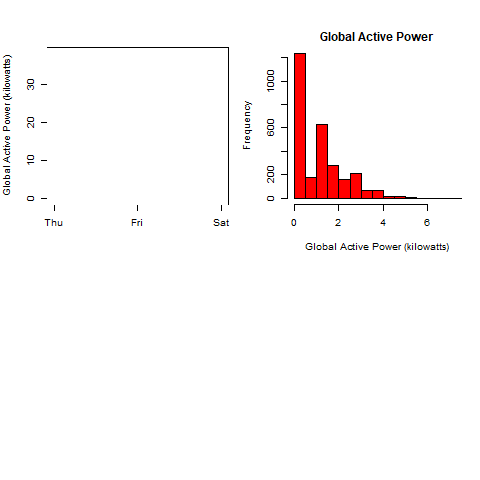 Global Active Power (kilowatts)
30
20
10
0
Thu Fri Sat
Global Active Power
Frequency
1000
600
200
0
0 2 4 6
Global Active Power (kilowatts)